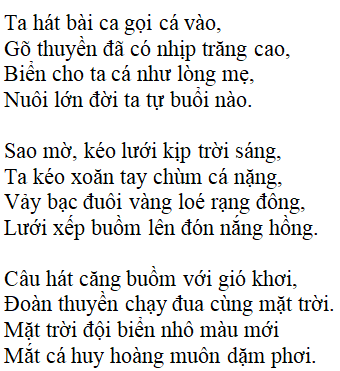 Ta hát bài ca gọi cá vào,
Gõ thuyền đã có nhịp trăng cao,
Biển cho ta cá như lòng mẹ,
Nuôi lớn đời ta tự buổi nào.
Sao mờ, kéo lưới kịp trời sáng,
Ta kéo xoăn tay chùm cá nặng,
Vảy bạc đuôi vàng loé rạng đông,
Lưới xếp buồm lên đón nắng hồng.
Câu hát căng buồm với gió khơi,
Đoàn thuyền chạy đua cùng mặt trời.
Mặt trời đội biển nhô màu mới
Mắt cá huy hoàng muôn dặm phơi.